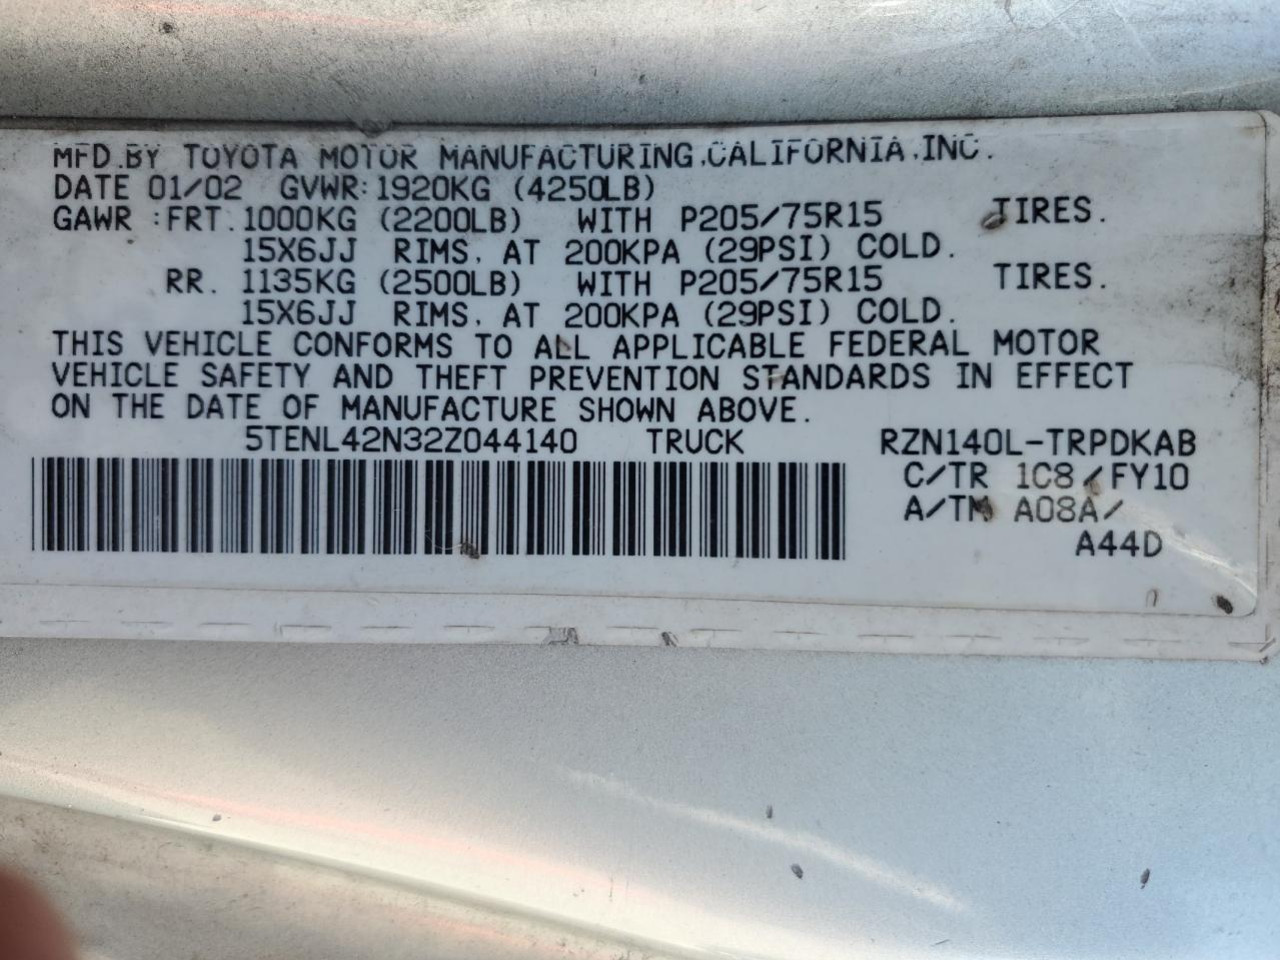 MFD.BY TOYOTA MOTOR MANUFACTURING,CALIFORNIA,INC.
DATE 01/02 GVWR:1920KG (4250LB)
GAWR :FRT.1000KG (2200LB) WITH P205/75R15 TIRES.
15X6JJ RIMS, AT 200KPA (29PSI) COLD.
RR. 1135KG (2500LB) WITH P205/75R15 TIRES.
15X6JJ RIMS, AT 200KPA (29PSI) COLD.
THIS VEHICLE CONFORMS TO ALL APPLICABLE FEDERAL MOTOR
VEHICLE SAFETY AND THEFT PREVENTION STANDARDS IN EFFECT
ON THE DATE OF MANUFACTURE SHOWN ABOVE.
5TENL42N32Z044140 TRUCK RZN140L-TRPDKAB
C/TR 1C8/FY10
A/TM A08A/
A44D